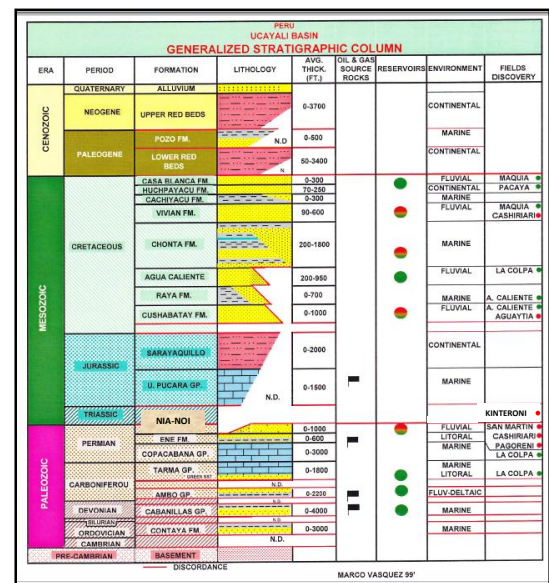 PERU
UCAYALI BASIN
GENERALIZED STRATIGRAPHIC COLUMN
ERA PERIOD FORMATION LITHOLOGY AVG. THICK. (FT.) OIL & GAS SOURCE ROCKS RESERVOIRS ENVIRONMENT FIELDS DISCOVERY
CENOZOIC
QUATERNARY ALLUVIUM
NEOGENE UPPER RED BEDS 0-3700 CONTINENTAL
PALEOGENE
POZO FM. N.D 0-500 MARINE
LOWER RED BEDS N. 50-3400 CONTINENTAL
MESOZOIC
CRETACEOUS
CASA BLANCA FM. 0-300 FLUVIAL MAQUIA
HUCHPAYACU FM. 70-250 CONTINENTAL PACAYA
CACHIYACU FM. 0-300 MARINE
VIVIAN FM. 90-600 FLUVIAL MAQUIA
CASHIRIARI
CHONTA FM. 200-1800 MARINE
AGUA CALIENTE 200-950 FLUVIAL LA COLPA
RAYA FM. 0-700 MARINE A. CALIENTE
CUSHABATAY FM. 0-1000 FLUVIAL A. CALIENTE
AGUAYTIA
JURASSIC
SARAYAQUILLO 0-2000 CONTINENTAL
U. PUCARA GP. N.D. 0-1500 MARINE
TRIASSIC
KINTERONI
NIA-NOI 0-1000 FLUVIAL SAN MARTIN
PALEOZOIC
PERMIAN
ENE FM. 0-600 LITORAL CASHIRIARI
COPACABANA GP. 0-3000 MARINE PAGORENI
LA COLPA
CARBONIFEROU
TARMA GP. 0-1800 MARINE
LITORAL LA COLPA
GREEN SST
N.D.
AMBO GP. 0-2200 FLUV-DELTAIC
N.D.
DEVONIAN CABANILLAS GP. 0-4000 MARINE
SILURIAN N.D.
ORDOVICIAN CONTAYA FM. 0-3000 MARINE
CAMBRIAN N.D.
PRE-CAMBRIAN BASEMENT
DISCORDANCE
MARCO VASQUEZ 99'